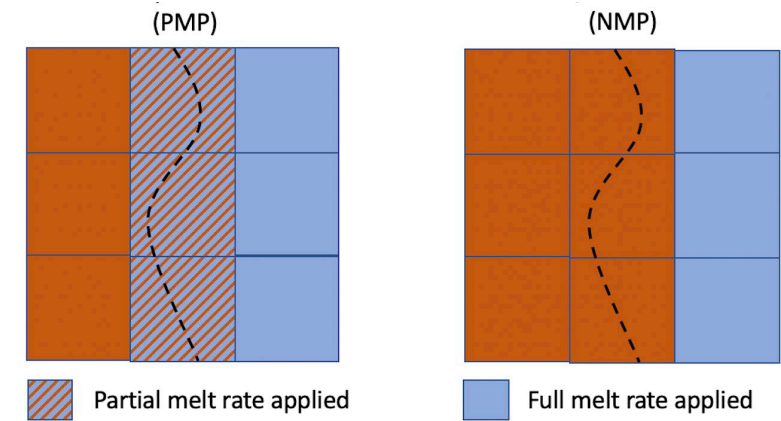 (PMP)
(NMP)
Partial melt rate applied
Full melt rate applied